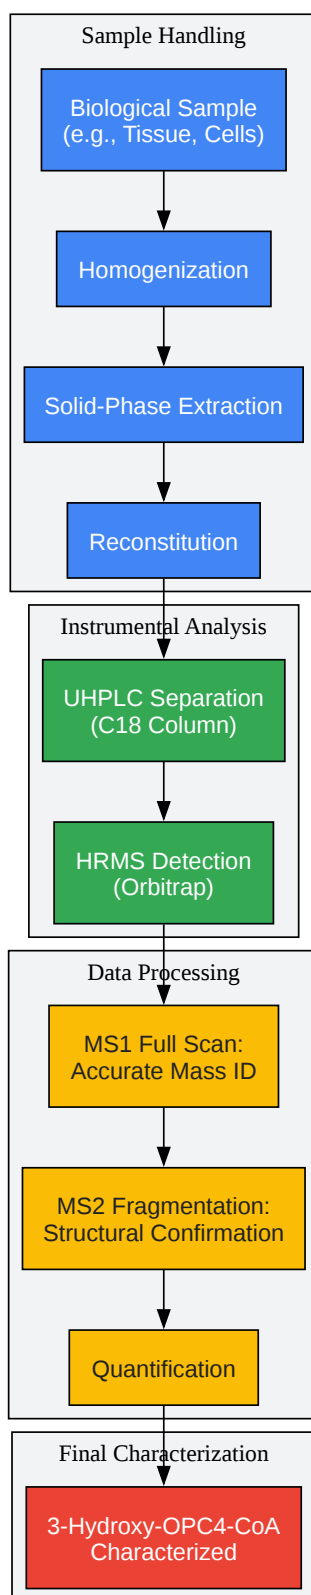 Sample Handling
Biological Sample
(e.g., Tissue, Cells)
Homogenization
Solid-Phase Extraction
Reconstitution
Instrumental Analysis
UHPLC Separation
(C18 Column)
HRMS Detection
(Orbitrap)
Data Processing
MS1 Full Scan:
Accurate Mass ID
MS2 Fragmentation:
Structural Confirmation
Quantification
Final Characterization
3-Hydroxy-OPC4-CoA
Characterized